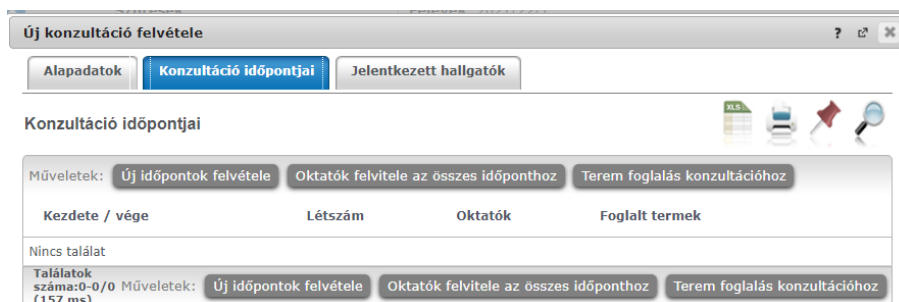 Új konzultáció felvétele ?
Alapadatok Konzultáció időpontjai Jelentkezett hallgatók
Konzultáció időpontjai XLS
Műveletek: Új időpontok felvétele Oktatók felvitele az összes időponthoz Terem foglalás konzultációhoz
Kezdete / vége Létszám Oktatók Foglalt termek
Nincs találat
Találatok
száma:0-0/0 Műveletek: Új időpontok felvétele Oktatók felvitele az összes időponthoz Terem foglalás konzultációhoz
(157 ms)